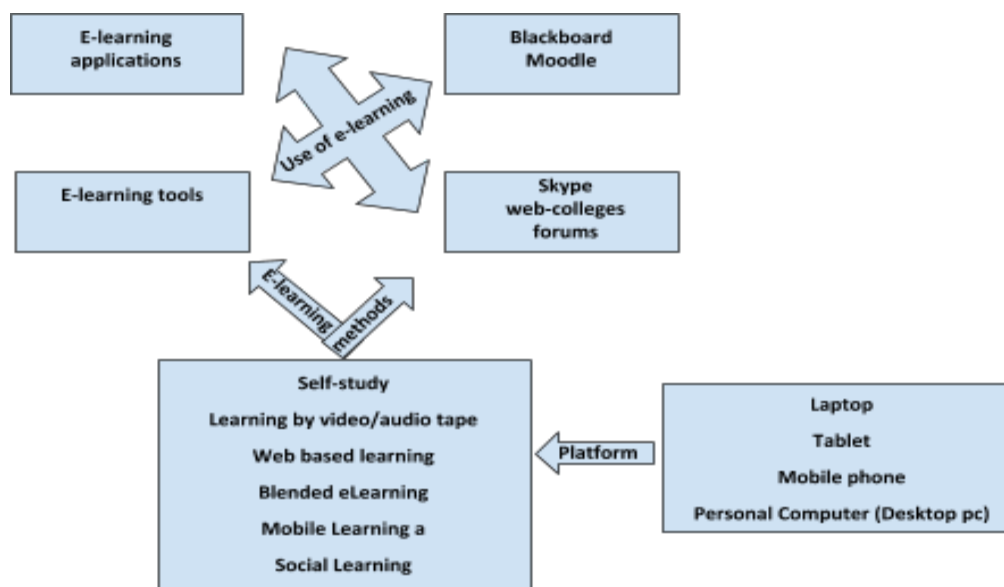 E-learning
applications
Blackboard
Moodle
Use of e-learning
E-learning tools
Skype
web-colleges
forums
E-learning
methods
Self-study
Learning by video/audio tape
Web based learning
Blended eLearning
Mobile Learning a
Social Learning
Platform
Laptop
Tablet
Mobile phone
Personal Computer (Desktop pc)